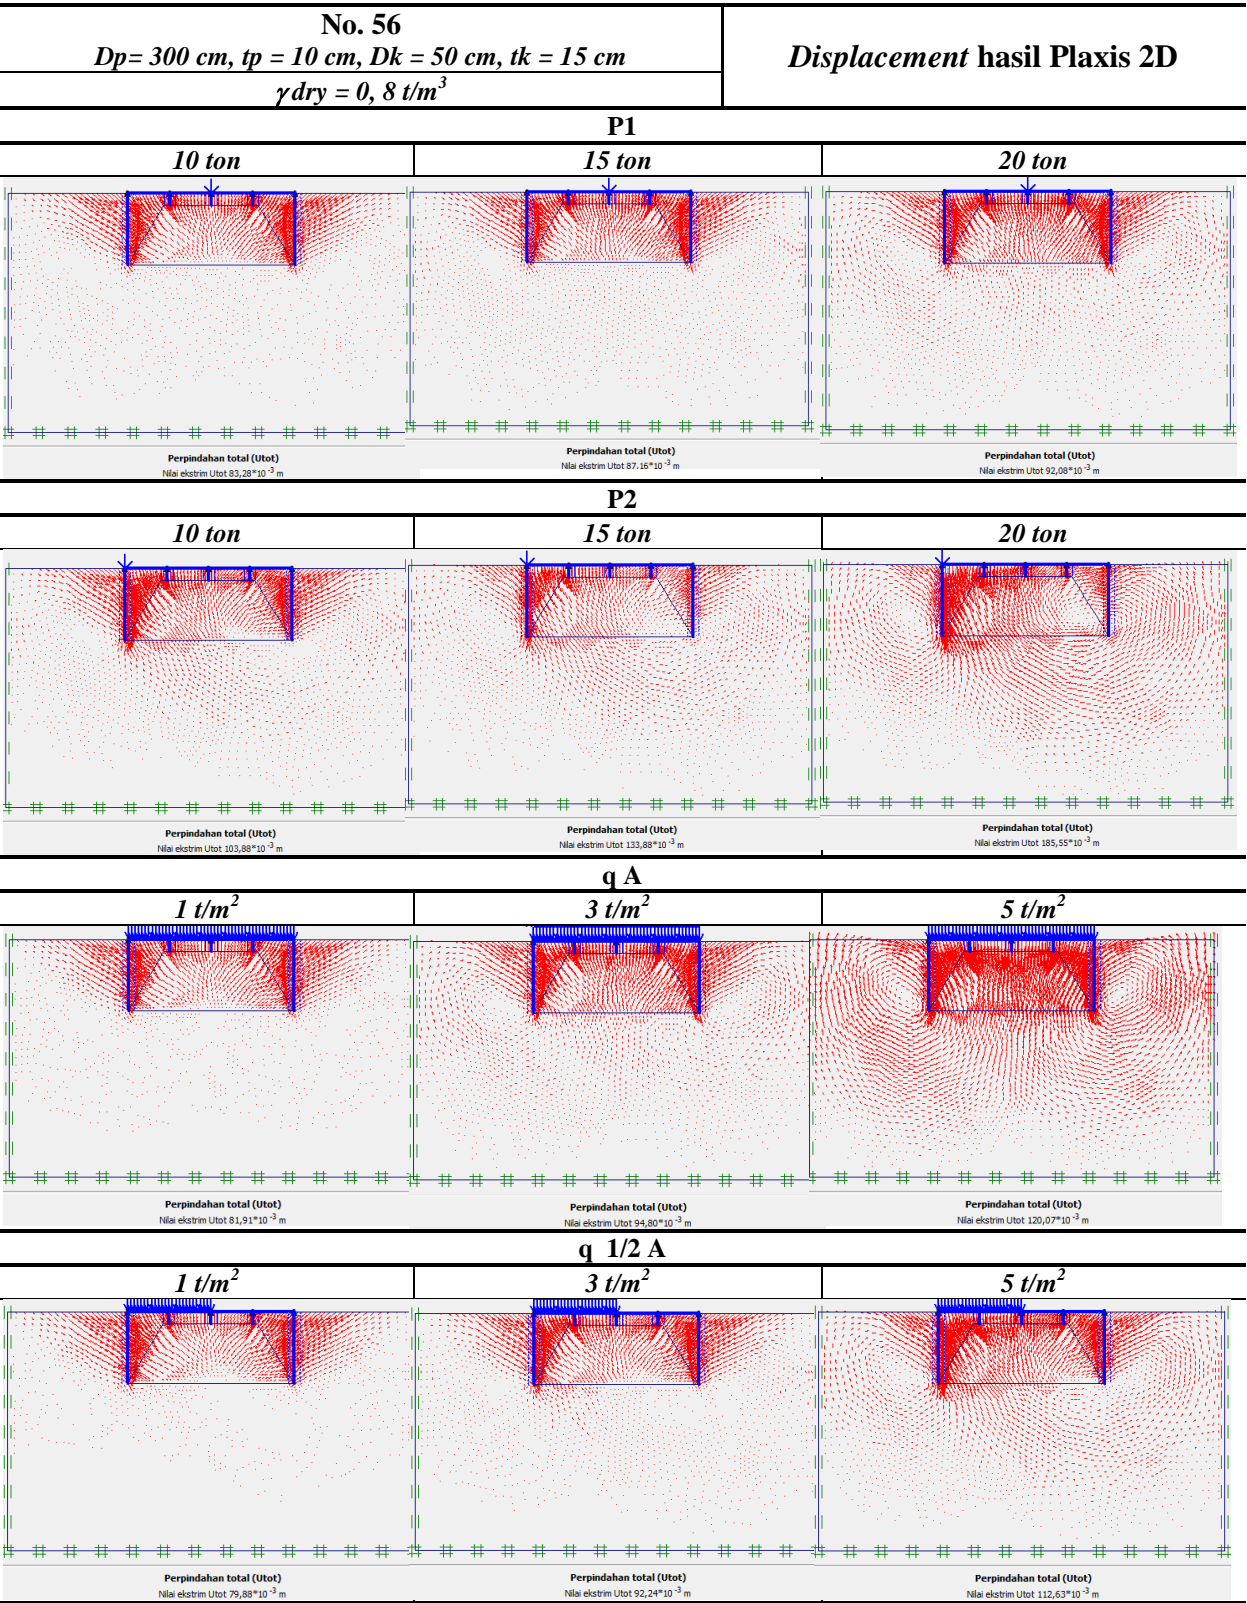 No. 56
Dp= 300 cm, tp = 10 cm, Dk = 50 cm, tk = 15 cm
γdry = 0, 8 t/m³
Displacement hasil Plaxis 2D
P1
10 ton 15 ton 20 ton
Perpindahan total (Utot) Perpindahan total (Utot) Perpindahan total (Utot)
Nilai ekstrim Utot 83,28*10⁻³ m Nilai ekstrim Utot 87.16*10⁻³ m Nilai ekstrim Utot 92,08*10⁻³ m
P2
10 ton 15 ton 20 ton
Perpindahan total (Utot) Perpindahan total (Utot) Perpindahan total (Utot)
Nilai ekstrim Utot 103,88*10⁻³ m Nilai ekstrim Utot 133,88*10⁻³ m Nilai ekstrim Utot 185,55*10⁻³ m
q A
1 t/m² 3 t/m² 5 t/m²
Perpindahan total (Utot) Perpindahan total (Utot) Perpindahan total (Utot)
Nilai ekstrim Utot 81,91*10⁻³ m Nilai ekstrim Utot 94,80*10⁻³ m Nilai ekstrim Utot 120,07*10⁻³ m
q 1/2 A
1 t/m² 3 t/m² 5 t/m²
Perpindahan total (Utot) Perpindahan total (Utot) Perpindahan total (Utot)
Nilai ekstrim Utot 79,88*10⁻³ m Nilai ekstrim Utot 92,24*10⁻³ m Nilai ekstrim Utot 112,63*10⁻³ m